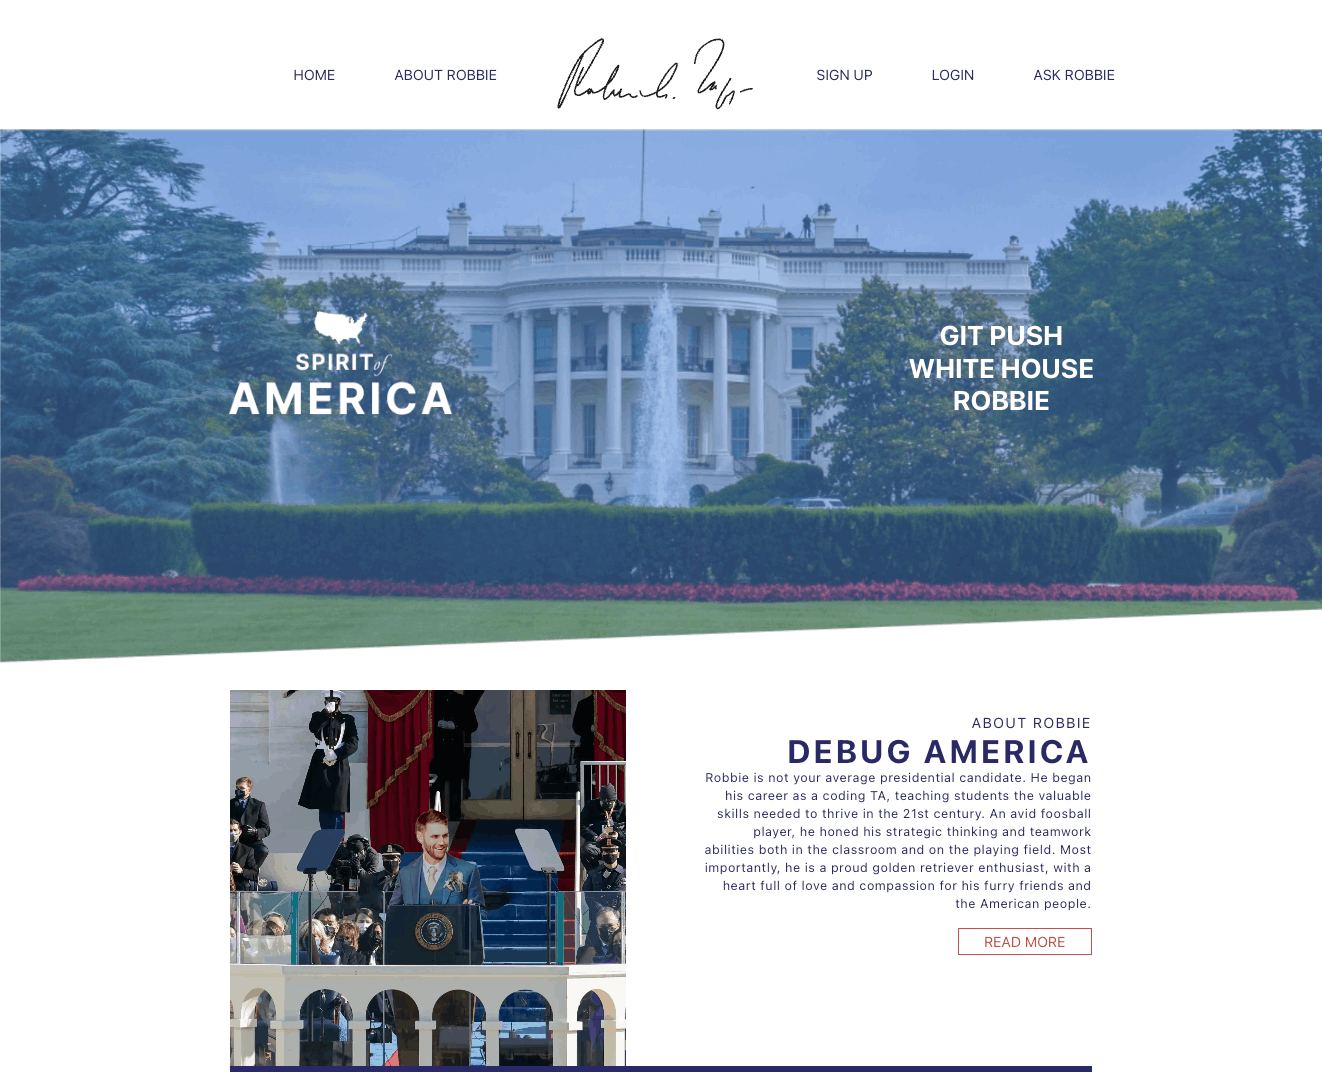 HOME
ABOUT ROBBIE
SIGN UP
LOGIN
ASK ROBBIE
SPIRIT of
AMERICA
GIT PUSH
WHITE HOUSE
ROBBIE
ABOUT ROBBIE
DEBUG AMERICA
Robbie is not your average presidential candidate. He began
his career as a coding TA, teaching students the valuable
skills needed to thrive in the 21st century. An avid foosball
player, he honed his strategic thinking and teamwork
abilities both in the classroom and on the playing field. Most
importantly, he is a proud golden retriever enthusiast, with a
heart full of love and compassion for his furry friends and
the American people.
READ MORE